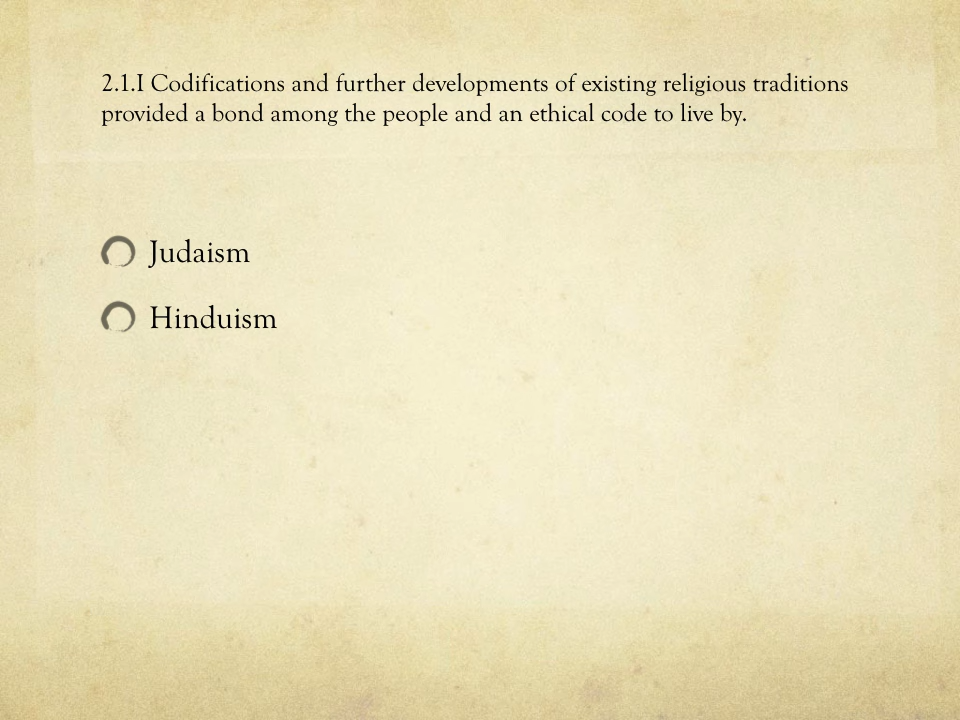 2.1.I Codifications and further developments of existing religious traditions
provided a bond among the people and an ethical code to live by.
Judaism
Hinduism